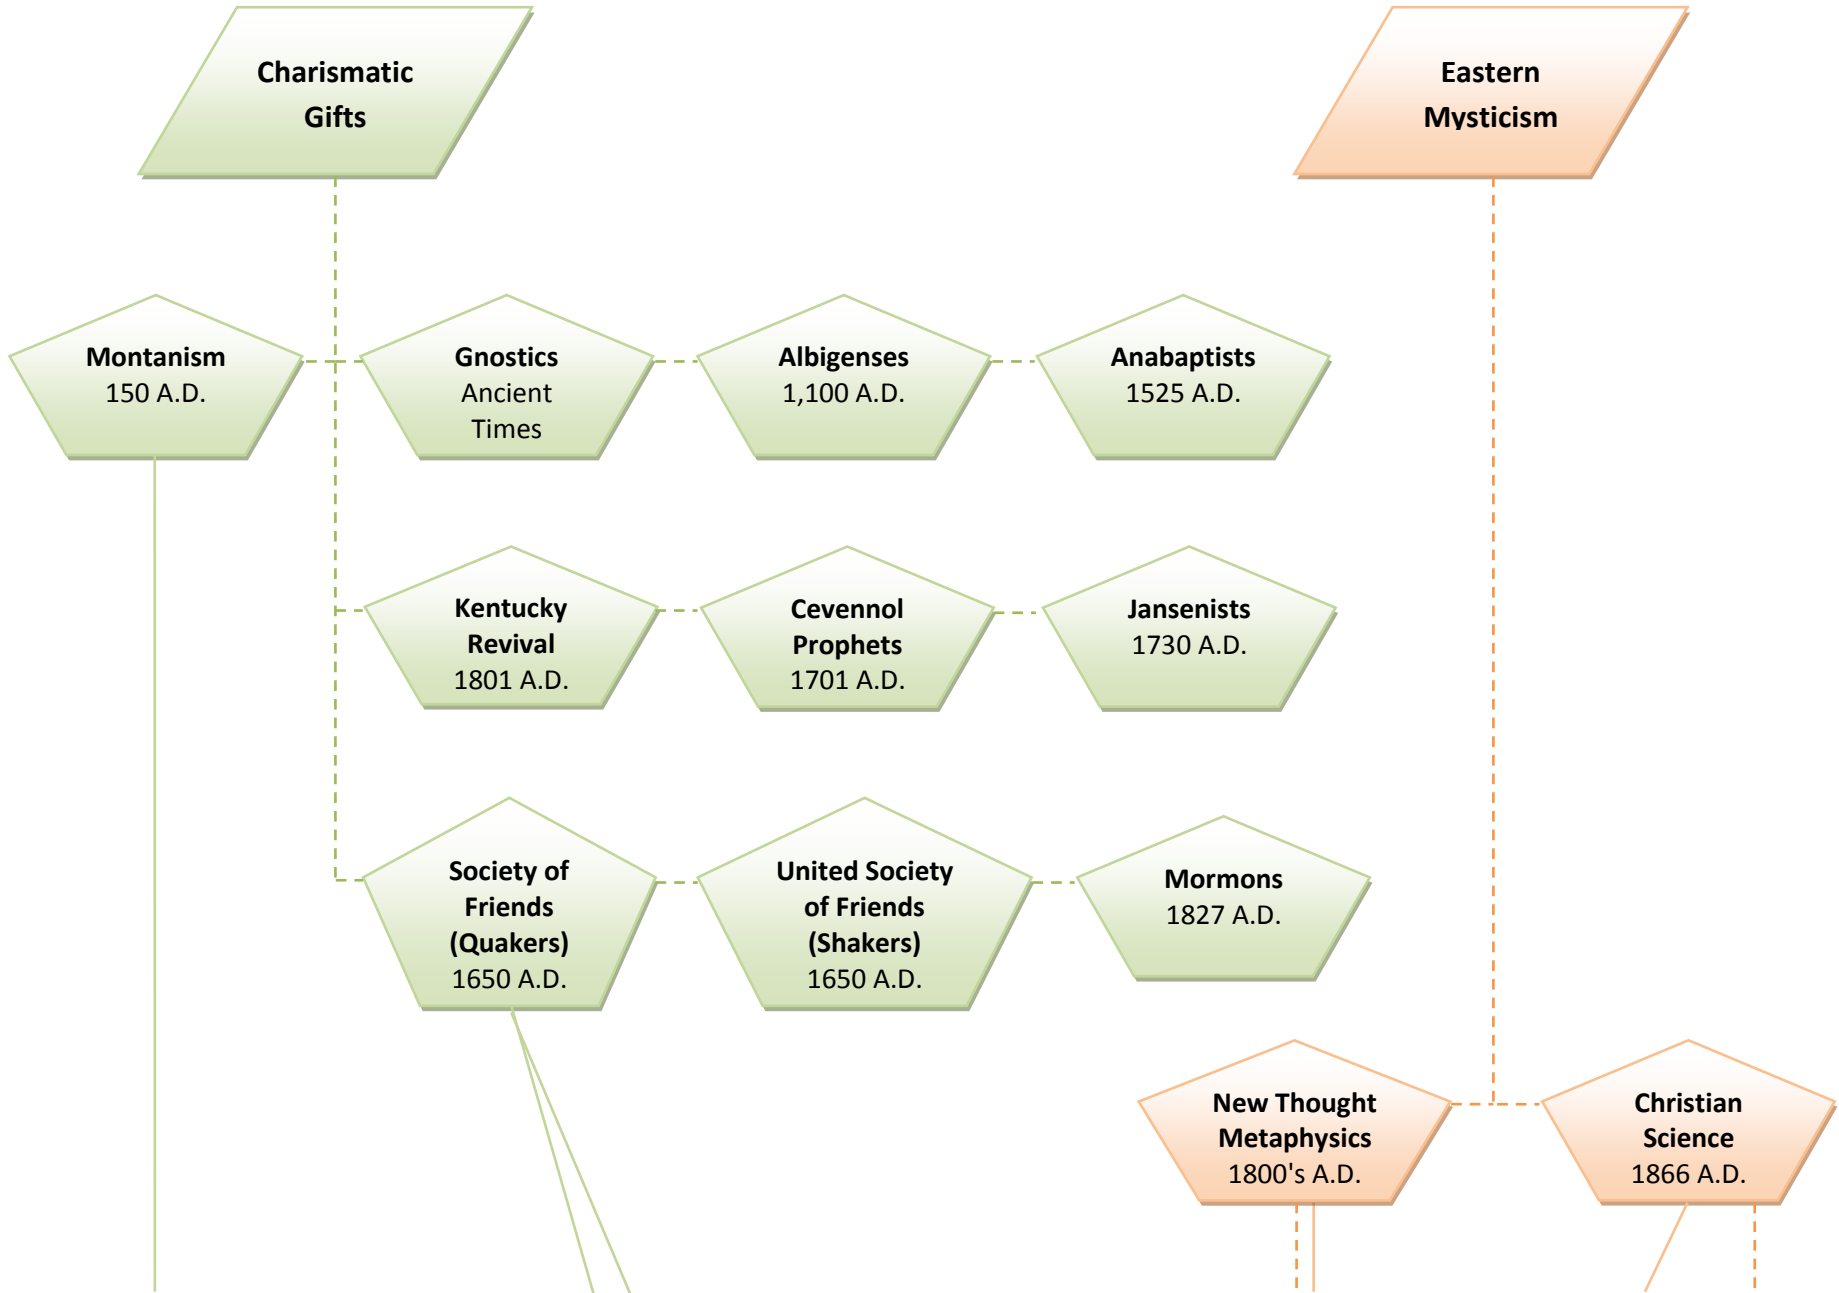 Charismatic
Gifts
Eastern
Mysticism
Montanism
150 A.D.
Gnostics
Ancient
Times
Albigenses
1,100 A.D.
Anabaptists
1525 A.D.
Kentucky
Revival
1801 A.D.
Cevennol
Prophets
1701 A.D.
Jansenists
1730 A.D.
Society of
Friends
(Quakers)
1650 A.D.
United Society
of Friends
(Shakers)
1650 A.D.
Mormons
1827 A.D.
New Thought
Metaphysics
1800's A.D.
Christian
Science
1866 A.D.